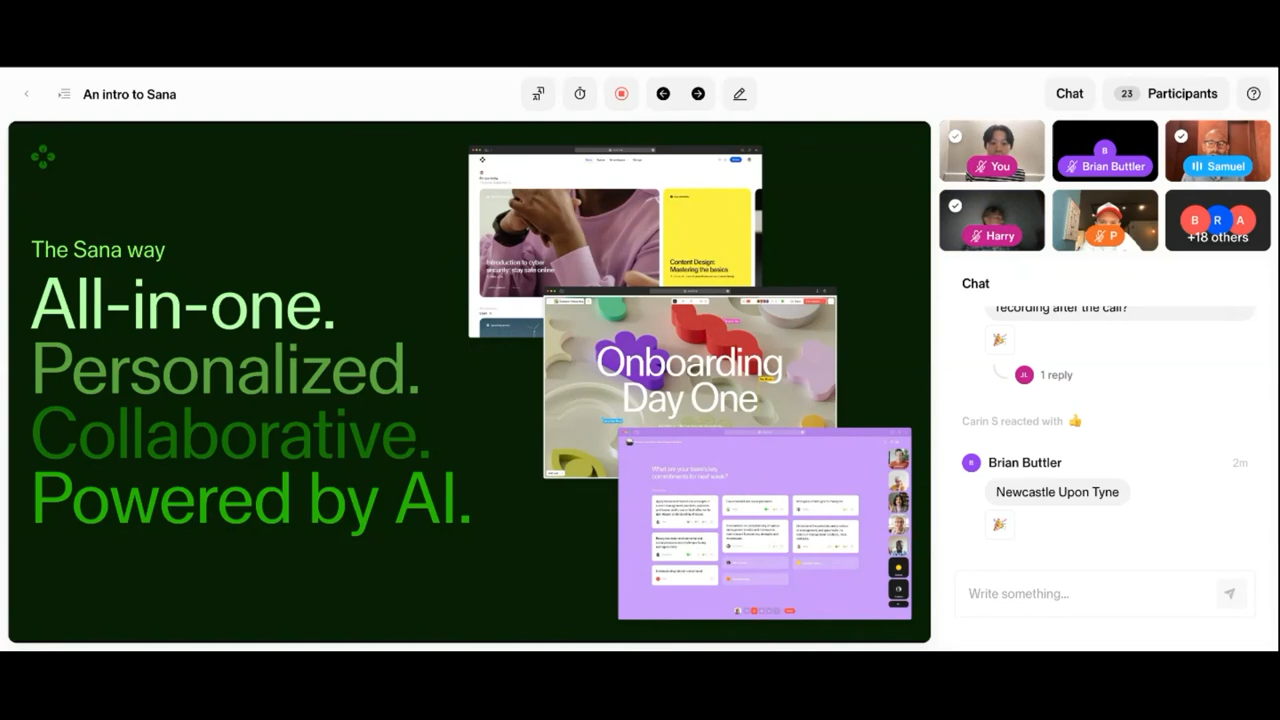 An intro to Sana
Chat
23 Participants
The Sana way
All-in-one.
Personalized.
Collaborative.
Powered by AI.
Introduction to cyber
security: stay safe online
Content Design:
Mastering the basics
Onboarding
Day One
What are your team's key
commitments for next week?
You
B
Brian Buttler
Samuel
Harry
P
B R A
+18 others
Chat
recording after the call?
JL 1 reply
Carin S reacted with 👍
B Brian Buttler 2m
Newcastle Upon Tyne
Write something...